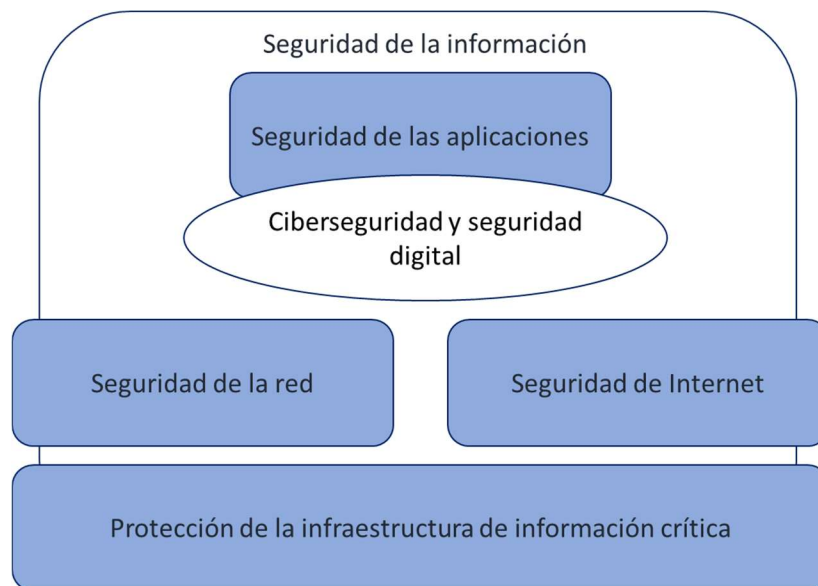 Seguridad de la información
Seguridad de las aplicaciones
Ciberseguridad y seguridad
digital
Seguridad de la red
Seguridad de Internet
Protección de la infraestructura de información crítica